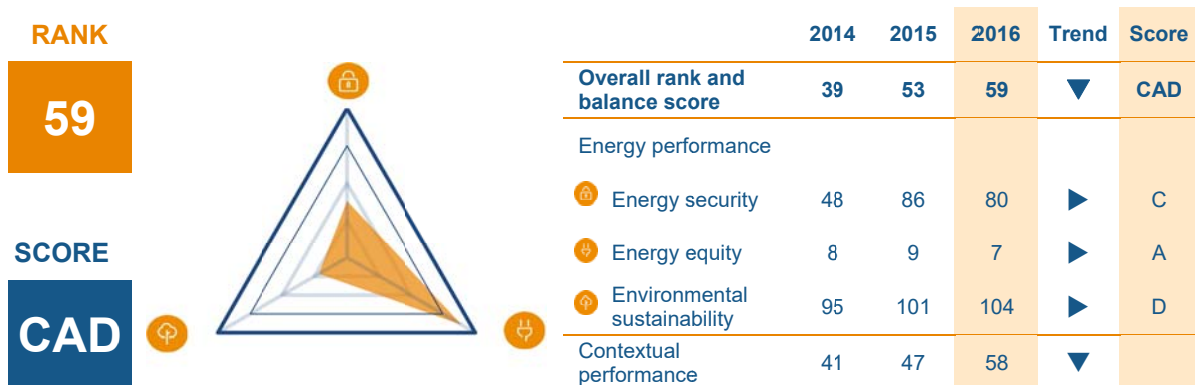 RANK
59
SCORE
CAD
2014 2015 2016 Trend Score
Overall rank and
balance score 39 53 59 CAD
Energy performance
Energy security 48 86 80 C
Energy equity 8 9 7 A
Environmental
sustainability 95 101 104 D
Contextual
performance 41 47 58